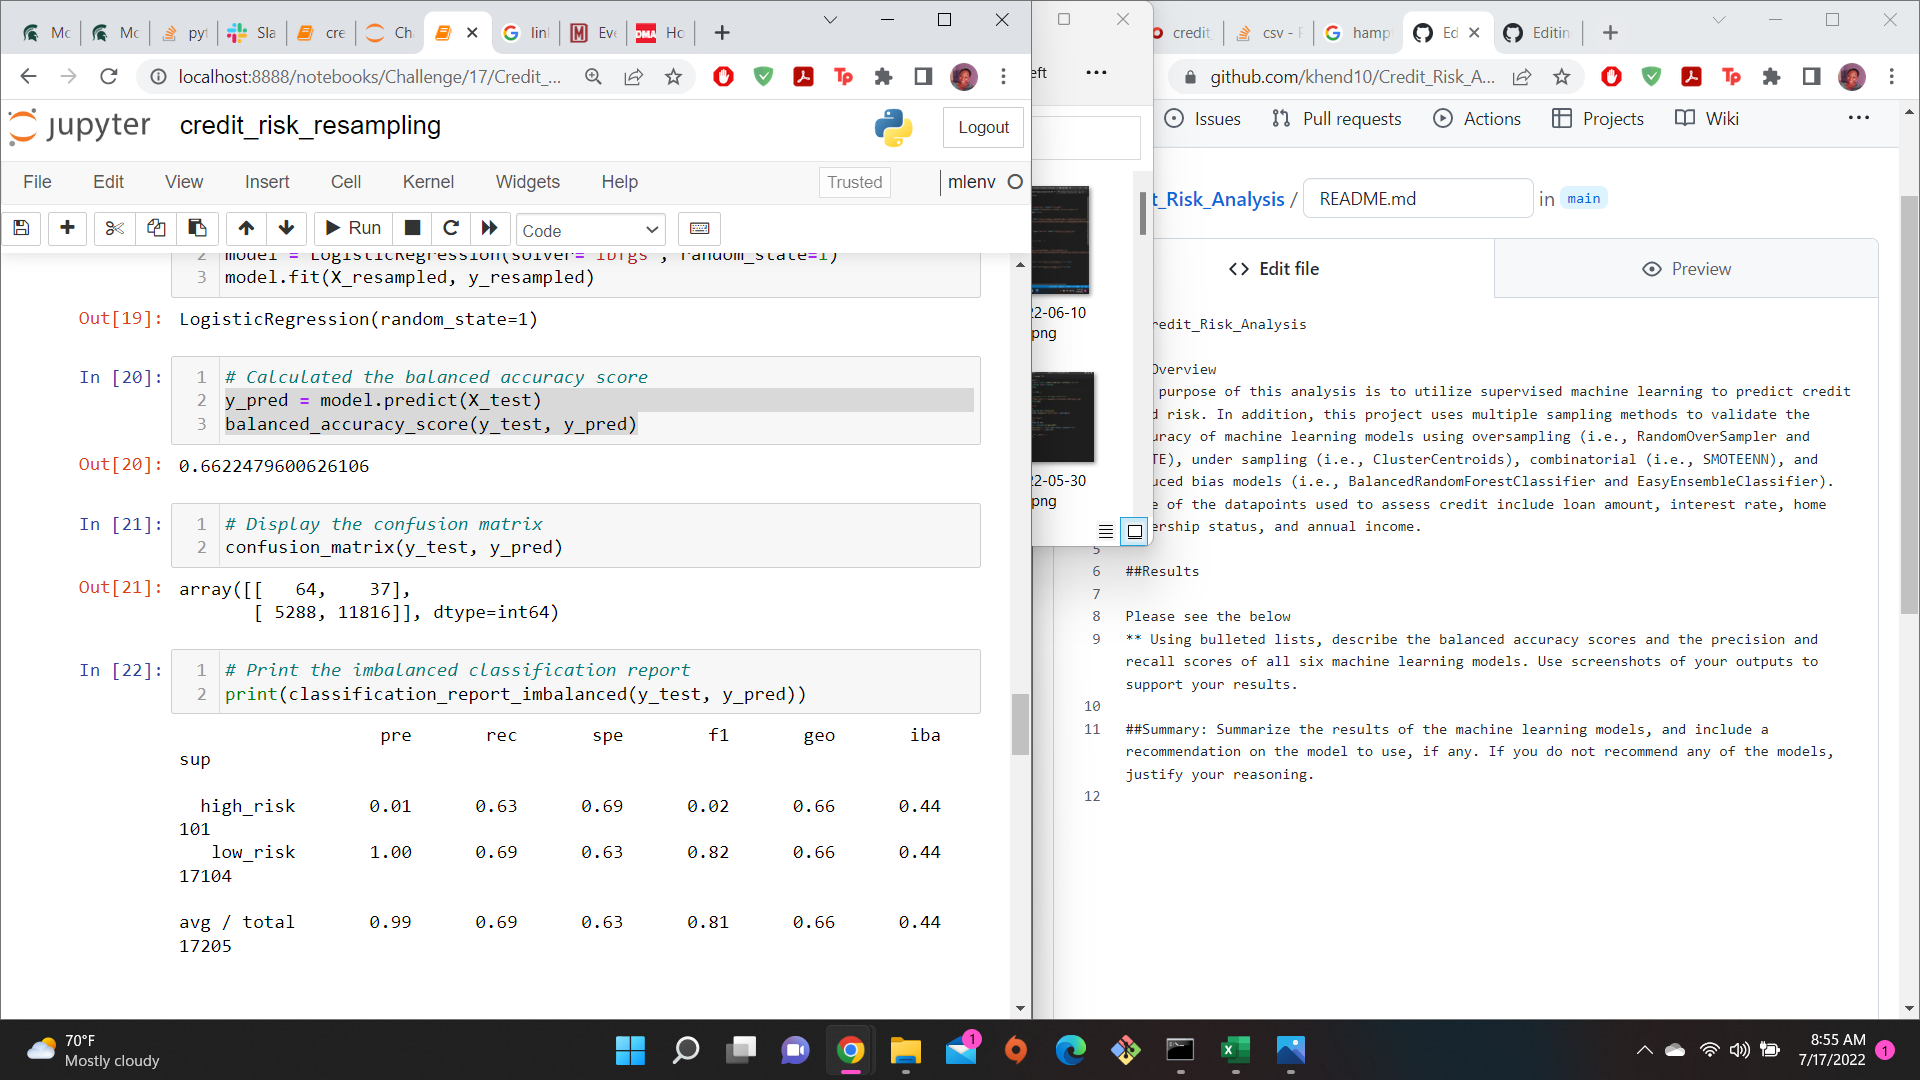 Mc
Mc
pyt
Sla
cre
Ch
lin
Eve
DMA
Ho
localhost:8888/notebooks/Challenge/17/Credit_...
jupyter
credit_risk_resampling
Logout
File
Edit
View
Insert
Cell
Kernel
Widgets
Help
Trusted
mlenv
Run
Code
2 model = LogisticRegression(solver='lbfgs', random_state=1)
3 model.fit(X_resampled, y_resampled)
Out[19]: LogisticRegression(random_state=1)
In [20]:
1 # Calculated the balanced accuracy score
2 y_pred = model.predict(X_test)
3 balanced_accuracy_score(y_test, y_pred)
Out[20]: 0.6622479600626106
In [21]:
1 # Display the confusion matrix
2 confusion_matrix(y_test, y_pred)
Out[21]: array([[ 64, 37],
[ 5288, 11816]], dtype=int64)
In [22]:
1 # Print the imbalanced classification report
2 print(classification_report_imbalanced(y_test, y_pred))
pre rec spe f1 geo iba
sup
high_risk 0.01 0.63 0.69 0.02 0.66 0.44
101
low_risk 1.00 0.69 0.63 0.82 0.66 0.44
17104
avg / total 0.99 0.69 0.63 0.81 0.66 0.44
17205
eft
22-06-10
png
22-05-30
png
credit
csv - F
hamp
Ed
Editin
github.com/khend10/Credit_Risk_A...
Issues
Pull requests
Actions
Projects
Wiki
t_Risk_Analysis / README.md in main
Edit file
Preview
redit_Risk_Analysis
Overview
purpose of this analysis is to utilize supervised machine learning to predict credit
d risk. In addition, this project uses multiple sampling methods to validate the
uracy of machine learning models using oversampling (i.e., RandomOverSampler and
TE), under sampling (i.e., ClusterCentroids), combinatorial (i.e., SMOTEENN), and
uced bias models (i.e., BalancedRandomForestClassifier and EasyEnsembleClassifier).
e of the datapoints used to assess credit include loan amount, interest rate, home
ership status, and annual income.
5
6 ##Results
7
8 Please see the below
9 ** Using bulleted lists, describe the balanced accuracy scores and the precision and
recall scores of all six machine learning models. Use screenshots of your outputs to
support your results.
10
11 ##Summary: Summarize the results of the machine learning models, and include a
recommendation on the model to use, if any. If you do not recommend any of the models,
justify your reasoning.
12
70°F
Mostly cloudy
1
8:55 AM
7/17/2022
1